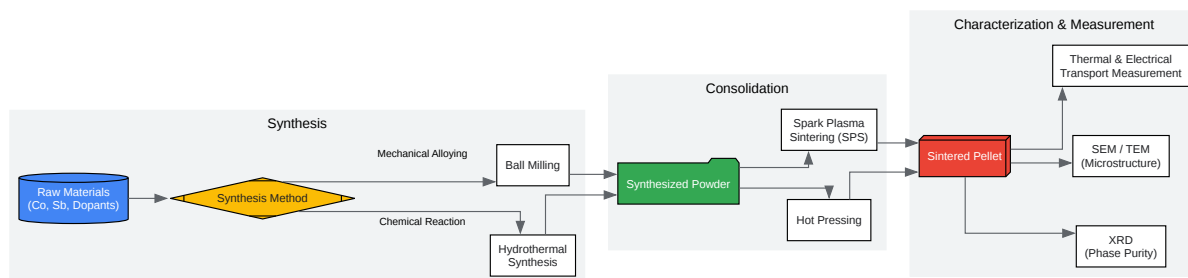 Synthesis
Raw Materials
(Co, Sb, Dopants)
Synthesis Method
Mechanical Alloying
Chemical Reaction
Ball Milling
Hydrothermal
Synthesis
Consolidation
Synthesized Powder
Spark Plasma
Sintering (SPS)
Hot Pressing
Characterization & Measurement
Sintered Pellet
Thermal & Electrical
Transport Measurement
SEM / TEM
(Microstructure)
XRD
(Phase Purity)